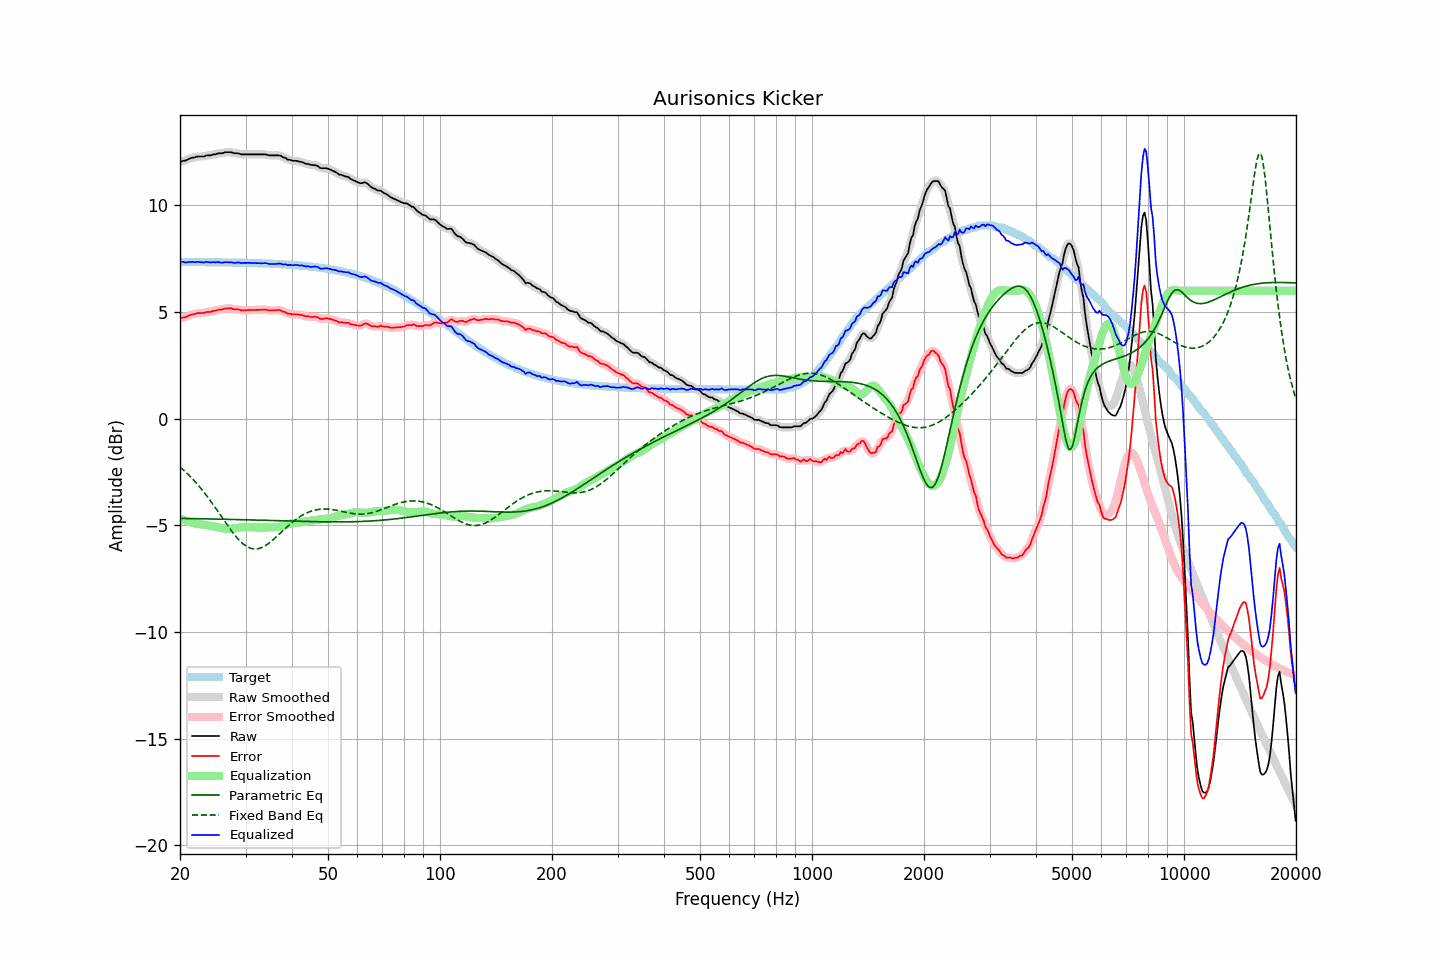 Aurisonics Kicker
Amplitude (dBr)
10
5
0
−5
−10
−15
−20
Target
Raw Smoothed
Error Smoothed
Raw
Error
Equalization
Parametric Eq
Fixed Band Eq
Equalized
20 50 100 200 500 1000 2000 5000 10000 20000
Frequency (Hz)